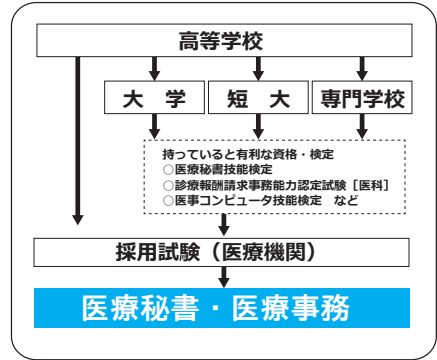 高等学校
大　学
短　大
専門学校
持っていると有利な資格・検定
○医療秘書技能検定
○診療報酬請求事務能力認定試験［医科］
○医事コンピュータ技能検定　など
採用試験（医療機関）
医療秘書・医療事務